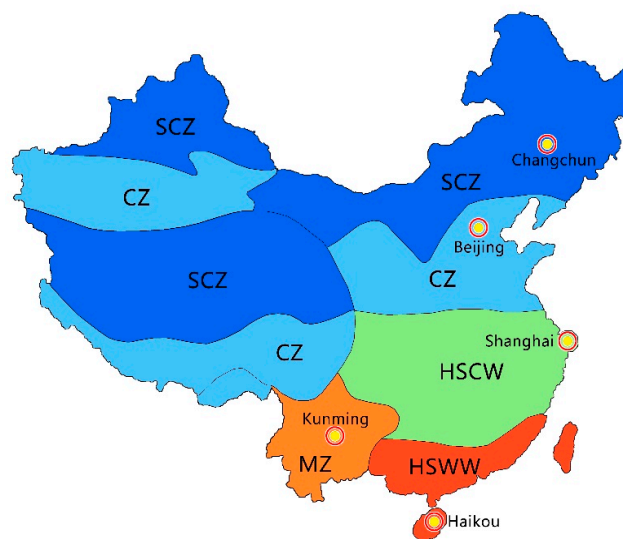 SCZ
Changchun
SCZ
CZ
Beijing
SCZ
CZ
Shanghai
CZ
HSCW
Kunming
MZ
HSWW
Haikou